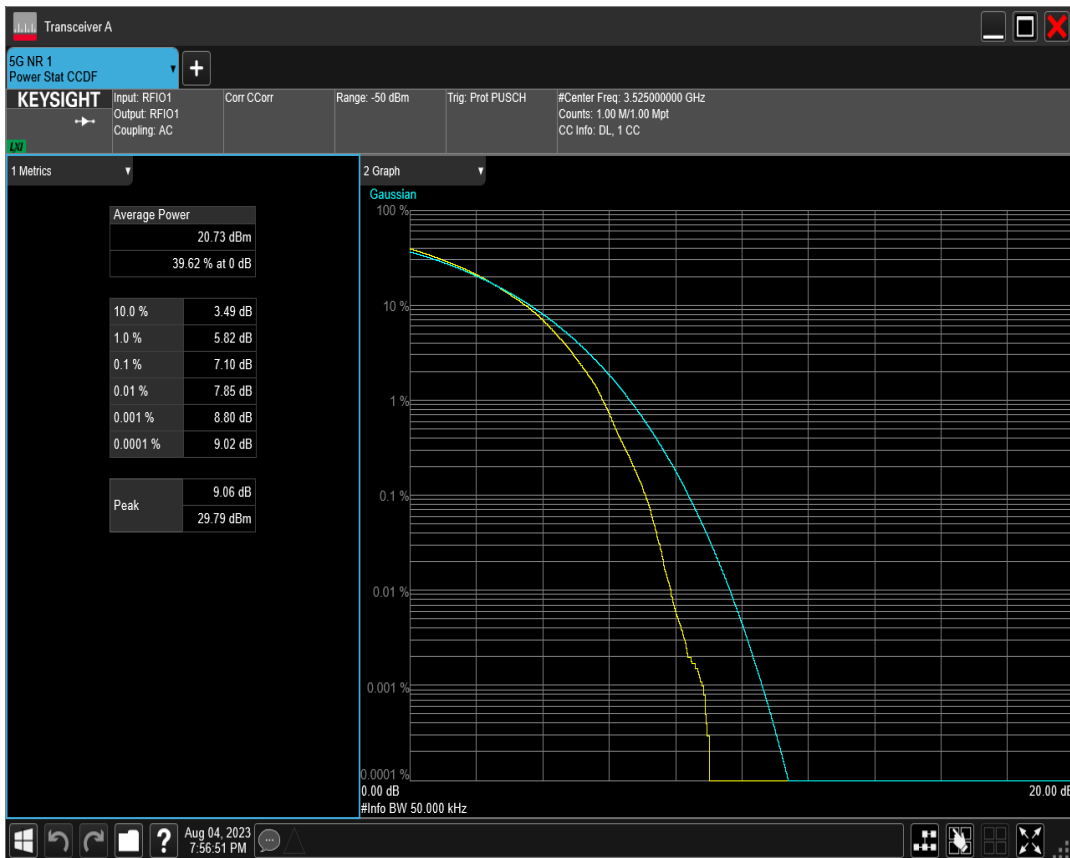 Transceiver A
5G NR 1
Power Stat CCDF
KEYSIGHT
LXI
Input: RFIO1
Output: RFIO1
Coupling: AC
Corr CCorr
Range: -50 dBm
Trig: Prot PUSCH
#Center Freq: 3.525000000 GHz
Counts: 1.00 M/1.00 Mpt
CC Info: DL, 1 CC
1 Metrics
Average Power
20.73 dBm
39.62 % at 0 dB
10.0 % 3.49 dB
1.0 % 5.82 dB
0.1 % 7.10 dB
0.01 % 7.85 dB
0.001 % 8.80 dB
0.0001 % 9.02 dB
Peak
9.06 dB
29.79 dBm
2 Graph
Gaussian
100 %
10 %
1 %
0.1 %
0.01 %
0.001 %
0.0001 %
0.00 dB 20.00 dB
#Info BW 50.000 kHz
? Aug 04, 2023
7:56:51 PM